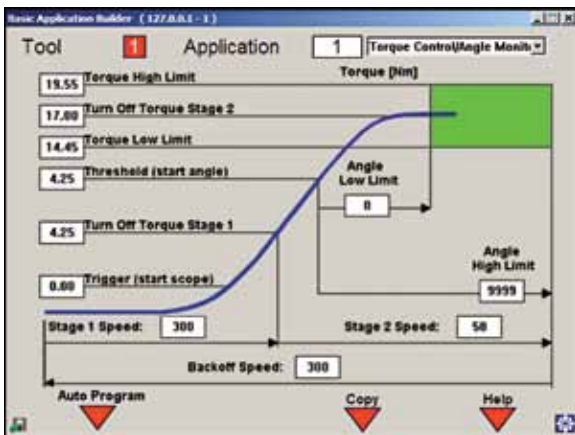 Basic Application Builder ( 127.0.0.1 - 1 )
Tool 1 Application 1 Torque Control/Angle Monit
Torque [Nm]
19.55 Torque High Limit
17.00 Turn Off Torque Stage 2
14.45 Torque Low Limit
4.25 Threshold (start angle)
Angle
Low Limit
0
4.25 Turn Off Torque Stage 1
Angle
High Limit
9999
0.00 Trigger (start scope)
Stage 1 Speed: 300 Stage 2 Speed: 50
Backoff Speed: 300
Auto Program Copy Help